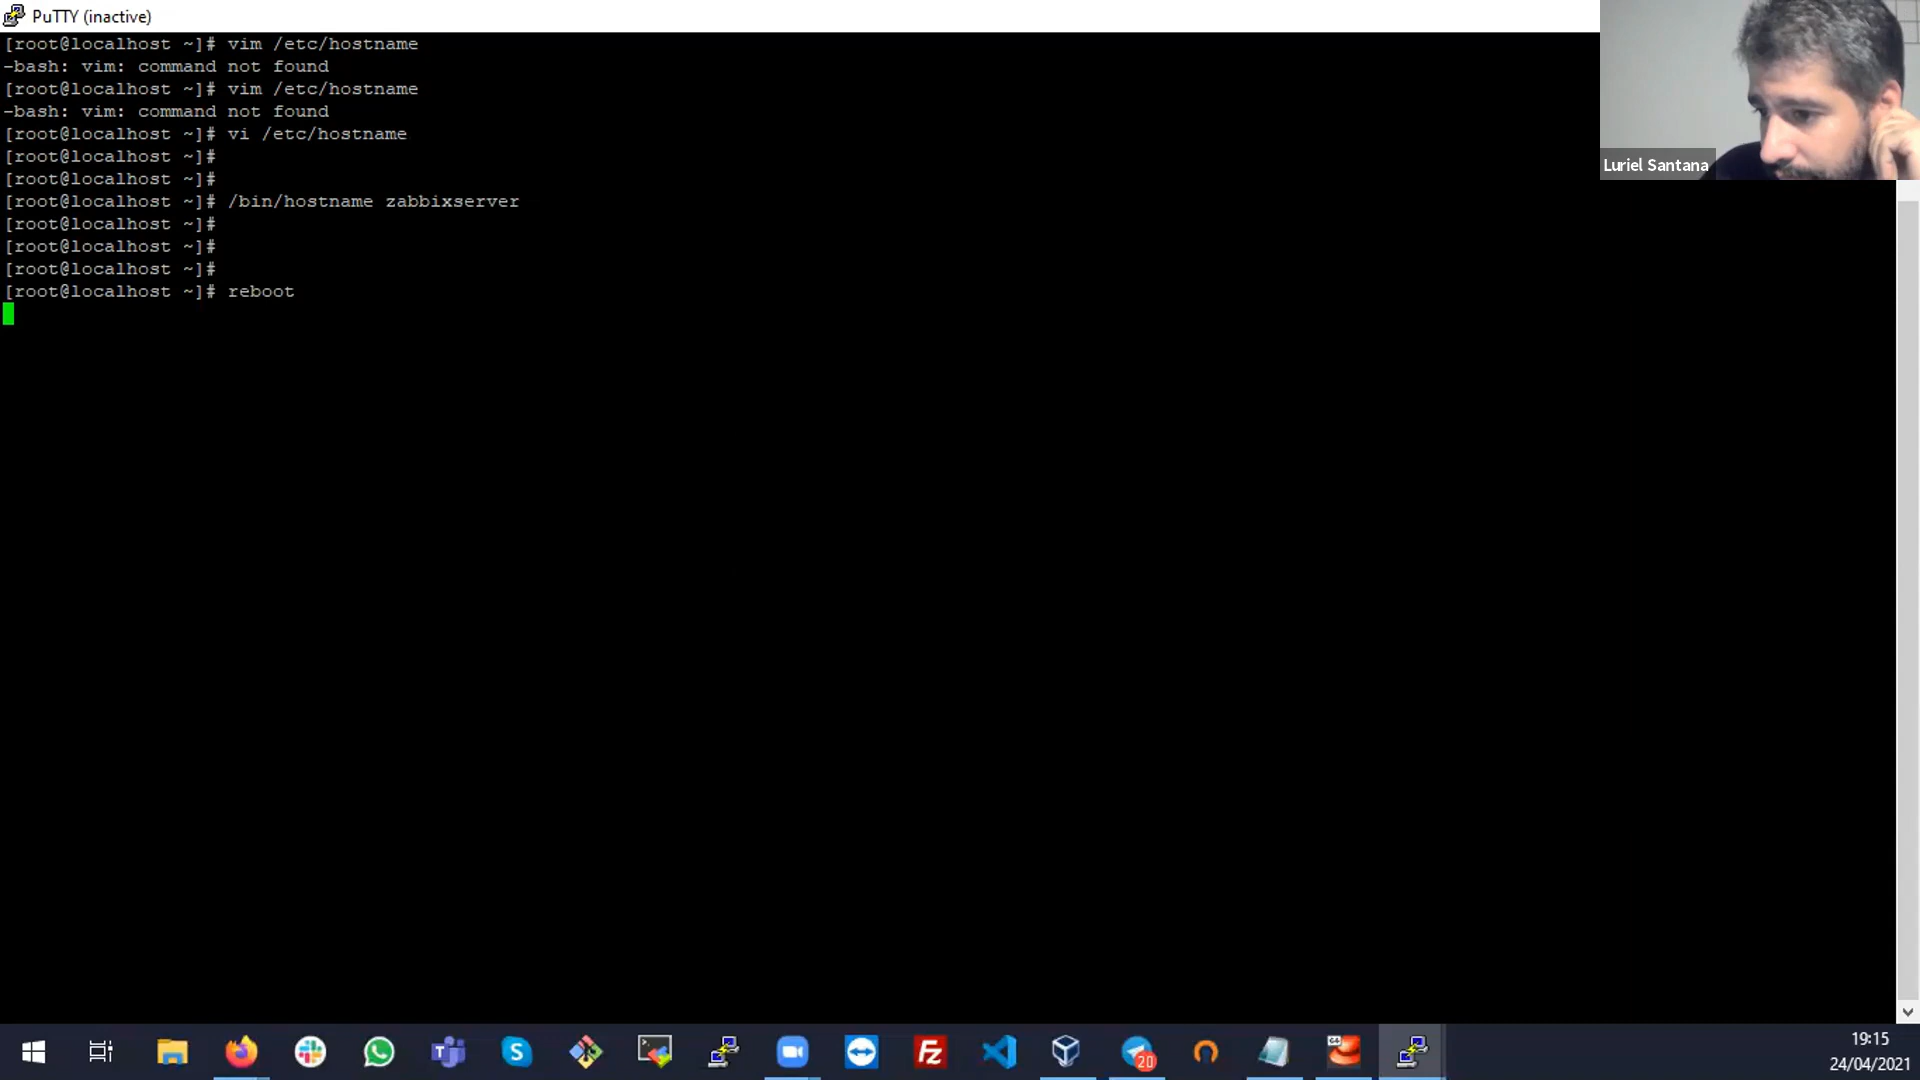 PuTTY (inactive)
[root@localhost ~]# vim /etc/hostname
-bash: vim: command not found
[root@localhost ~]# vim /etc/hostname
-bash: vim: command not found
[root@localhost ~]# vi /etc/hostname
[root@localhost ~]#
[root@localhost ~]#
[root@localhost ~]# /bin/hostname zabbixserver
[root@localhost ~]#
[root@localhost ~]#
[root@localhost ~]#
[root@localhost ~]# reboot
Luriel Santana
20
64
19:15
24/04/2021